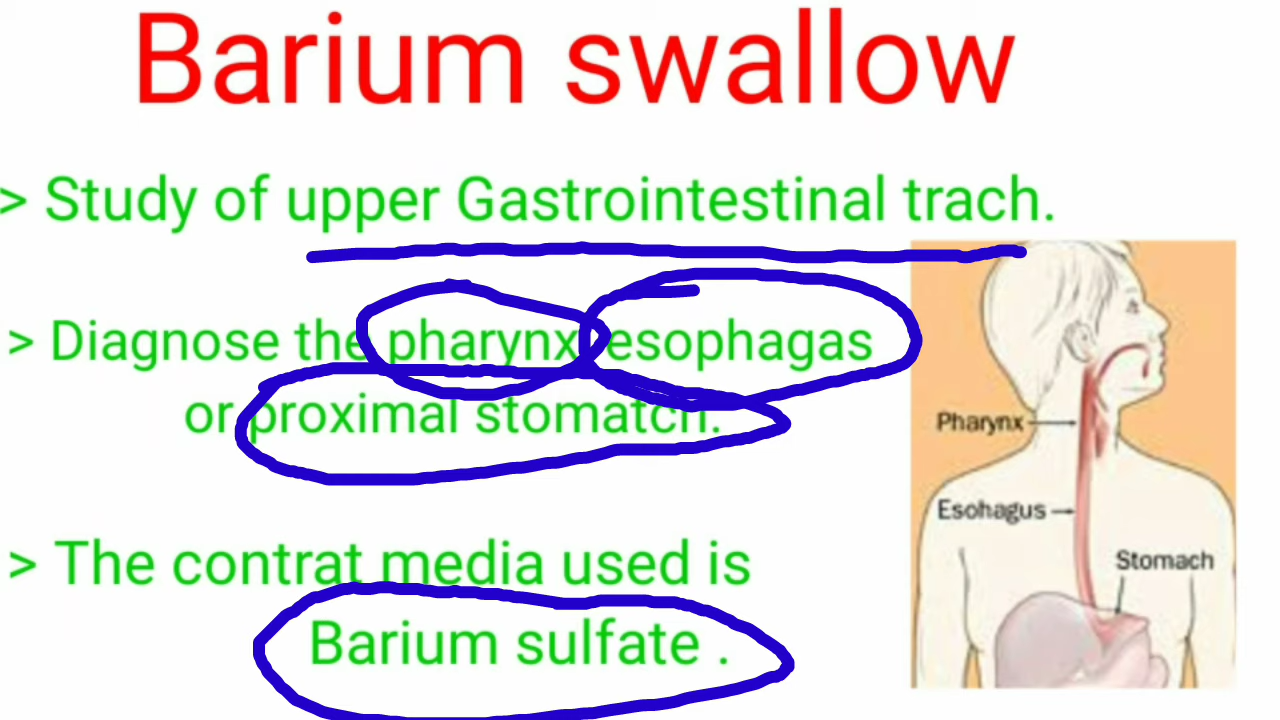 Barium swallow
> Study of upper Gastrointestinal trach.
> Diagnose the pharynx, esophagas
or proximal stomatch.
> The contrat media used is
Barium sulfate .
Pharynx
Esohagus
Stomach